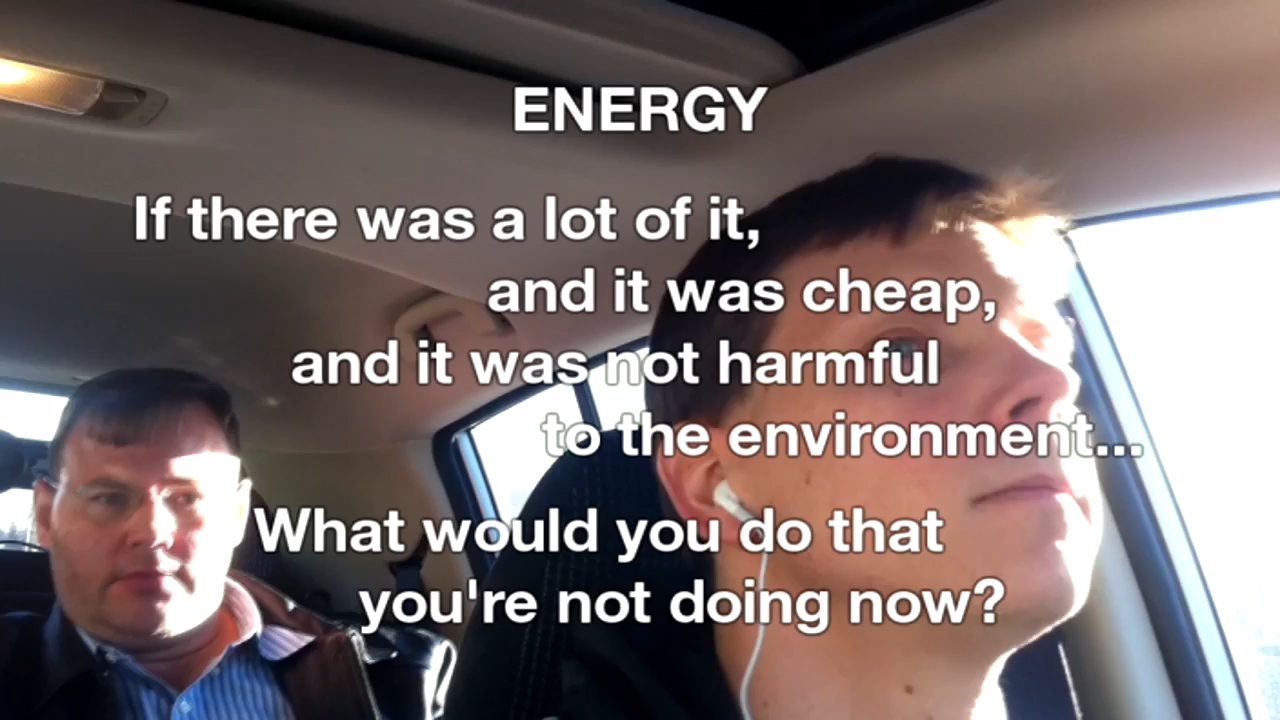 ENERGY
If there was a lot of it,
and it was cheap,
and it was not harmful
to the environment...
What would you do that
you're not doing now?